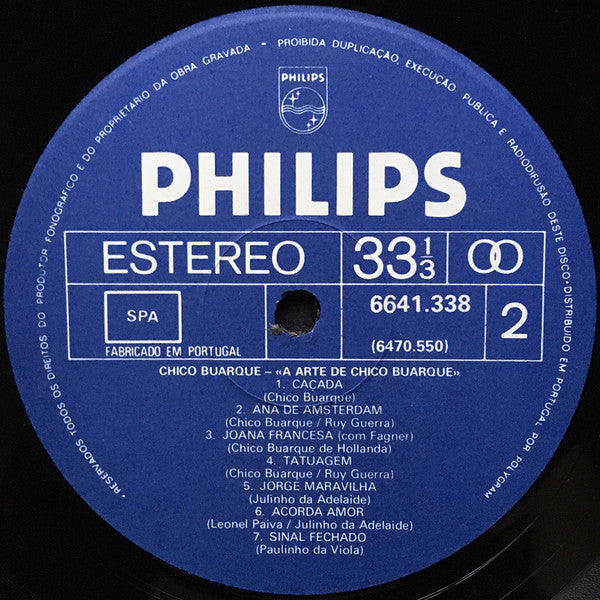 • RESERVADOS TODOS OS DIREITOS DO PRODUTOR FONOGRÁFICO E DO PROPRIETÁRIO DA OBRA GRAVADA - PROIBIDA DUPLICAÇÃO, EXECUÇÃO PÚBLICA E RADIODIFUSÃO DESTE DISCO • DISTRIBUÍDO EM PORTUGAL POR POLYGRAM
PHILIPS
PHILIPS
ESTEREO 33 1/3
SPA 6641.338 2
FABRICADO EM PORTUGAL (6470.550)
CHICO BUARQUE – «A ARTE DE CHICO BUARQUE»
1. CAÇADA
(Chico Buarque)
2. ANA DE AMSTERDAM
(Chico Buarque / Ruy Guerra)
3. JOANA FRANCESA (com Fagner)
(Chico Buarque de Hollanda)
4. TATUAGEM
(Chico Buarque / Ruy Guerra)
5. JORGE MARAVILHA
(Julinho da Adelaide)
6. ACORDA AMOR
(Leonel Paiva / Julinho da Adelaide)
7. SINAL FECHADO
(Paulinho da Viola)